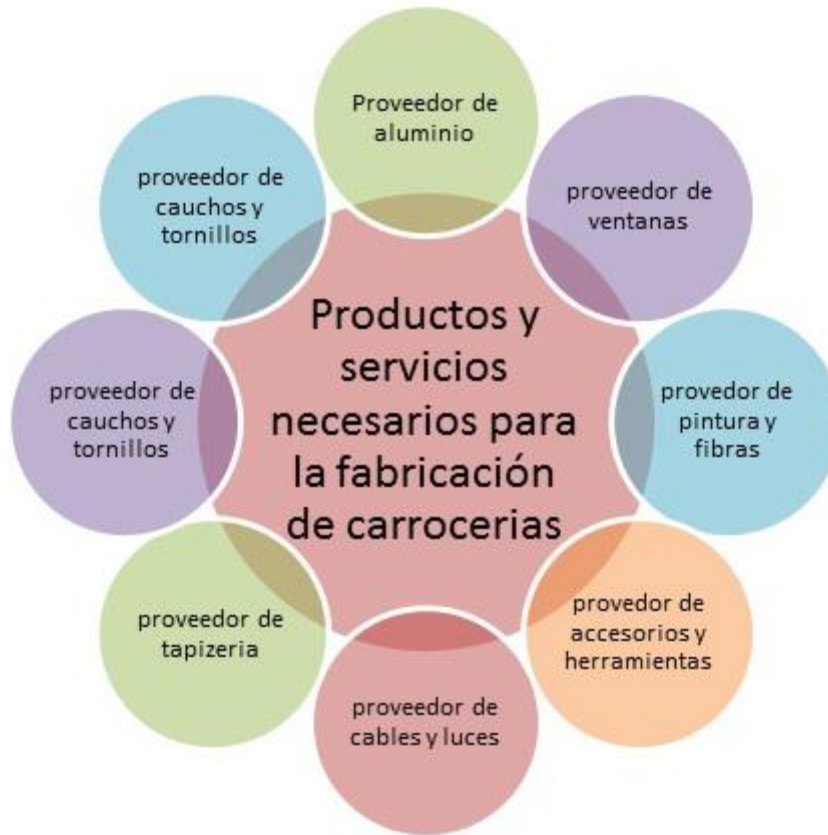 Proveedor de
aluminio
proveedor de
ventanas
provedor de
pintura y
fibras
provedor de
accesorios y
herramientas
proveedor de
cables y luces
proveedor de
tapizeria
proveedor de
cauchos y
tornillos
proveedor de
cauchos y
tornillos
Productos y
servicios
necesarios para
la fabricación
de carrocerias